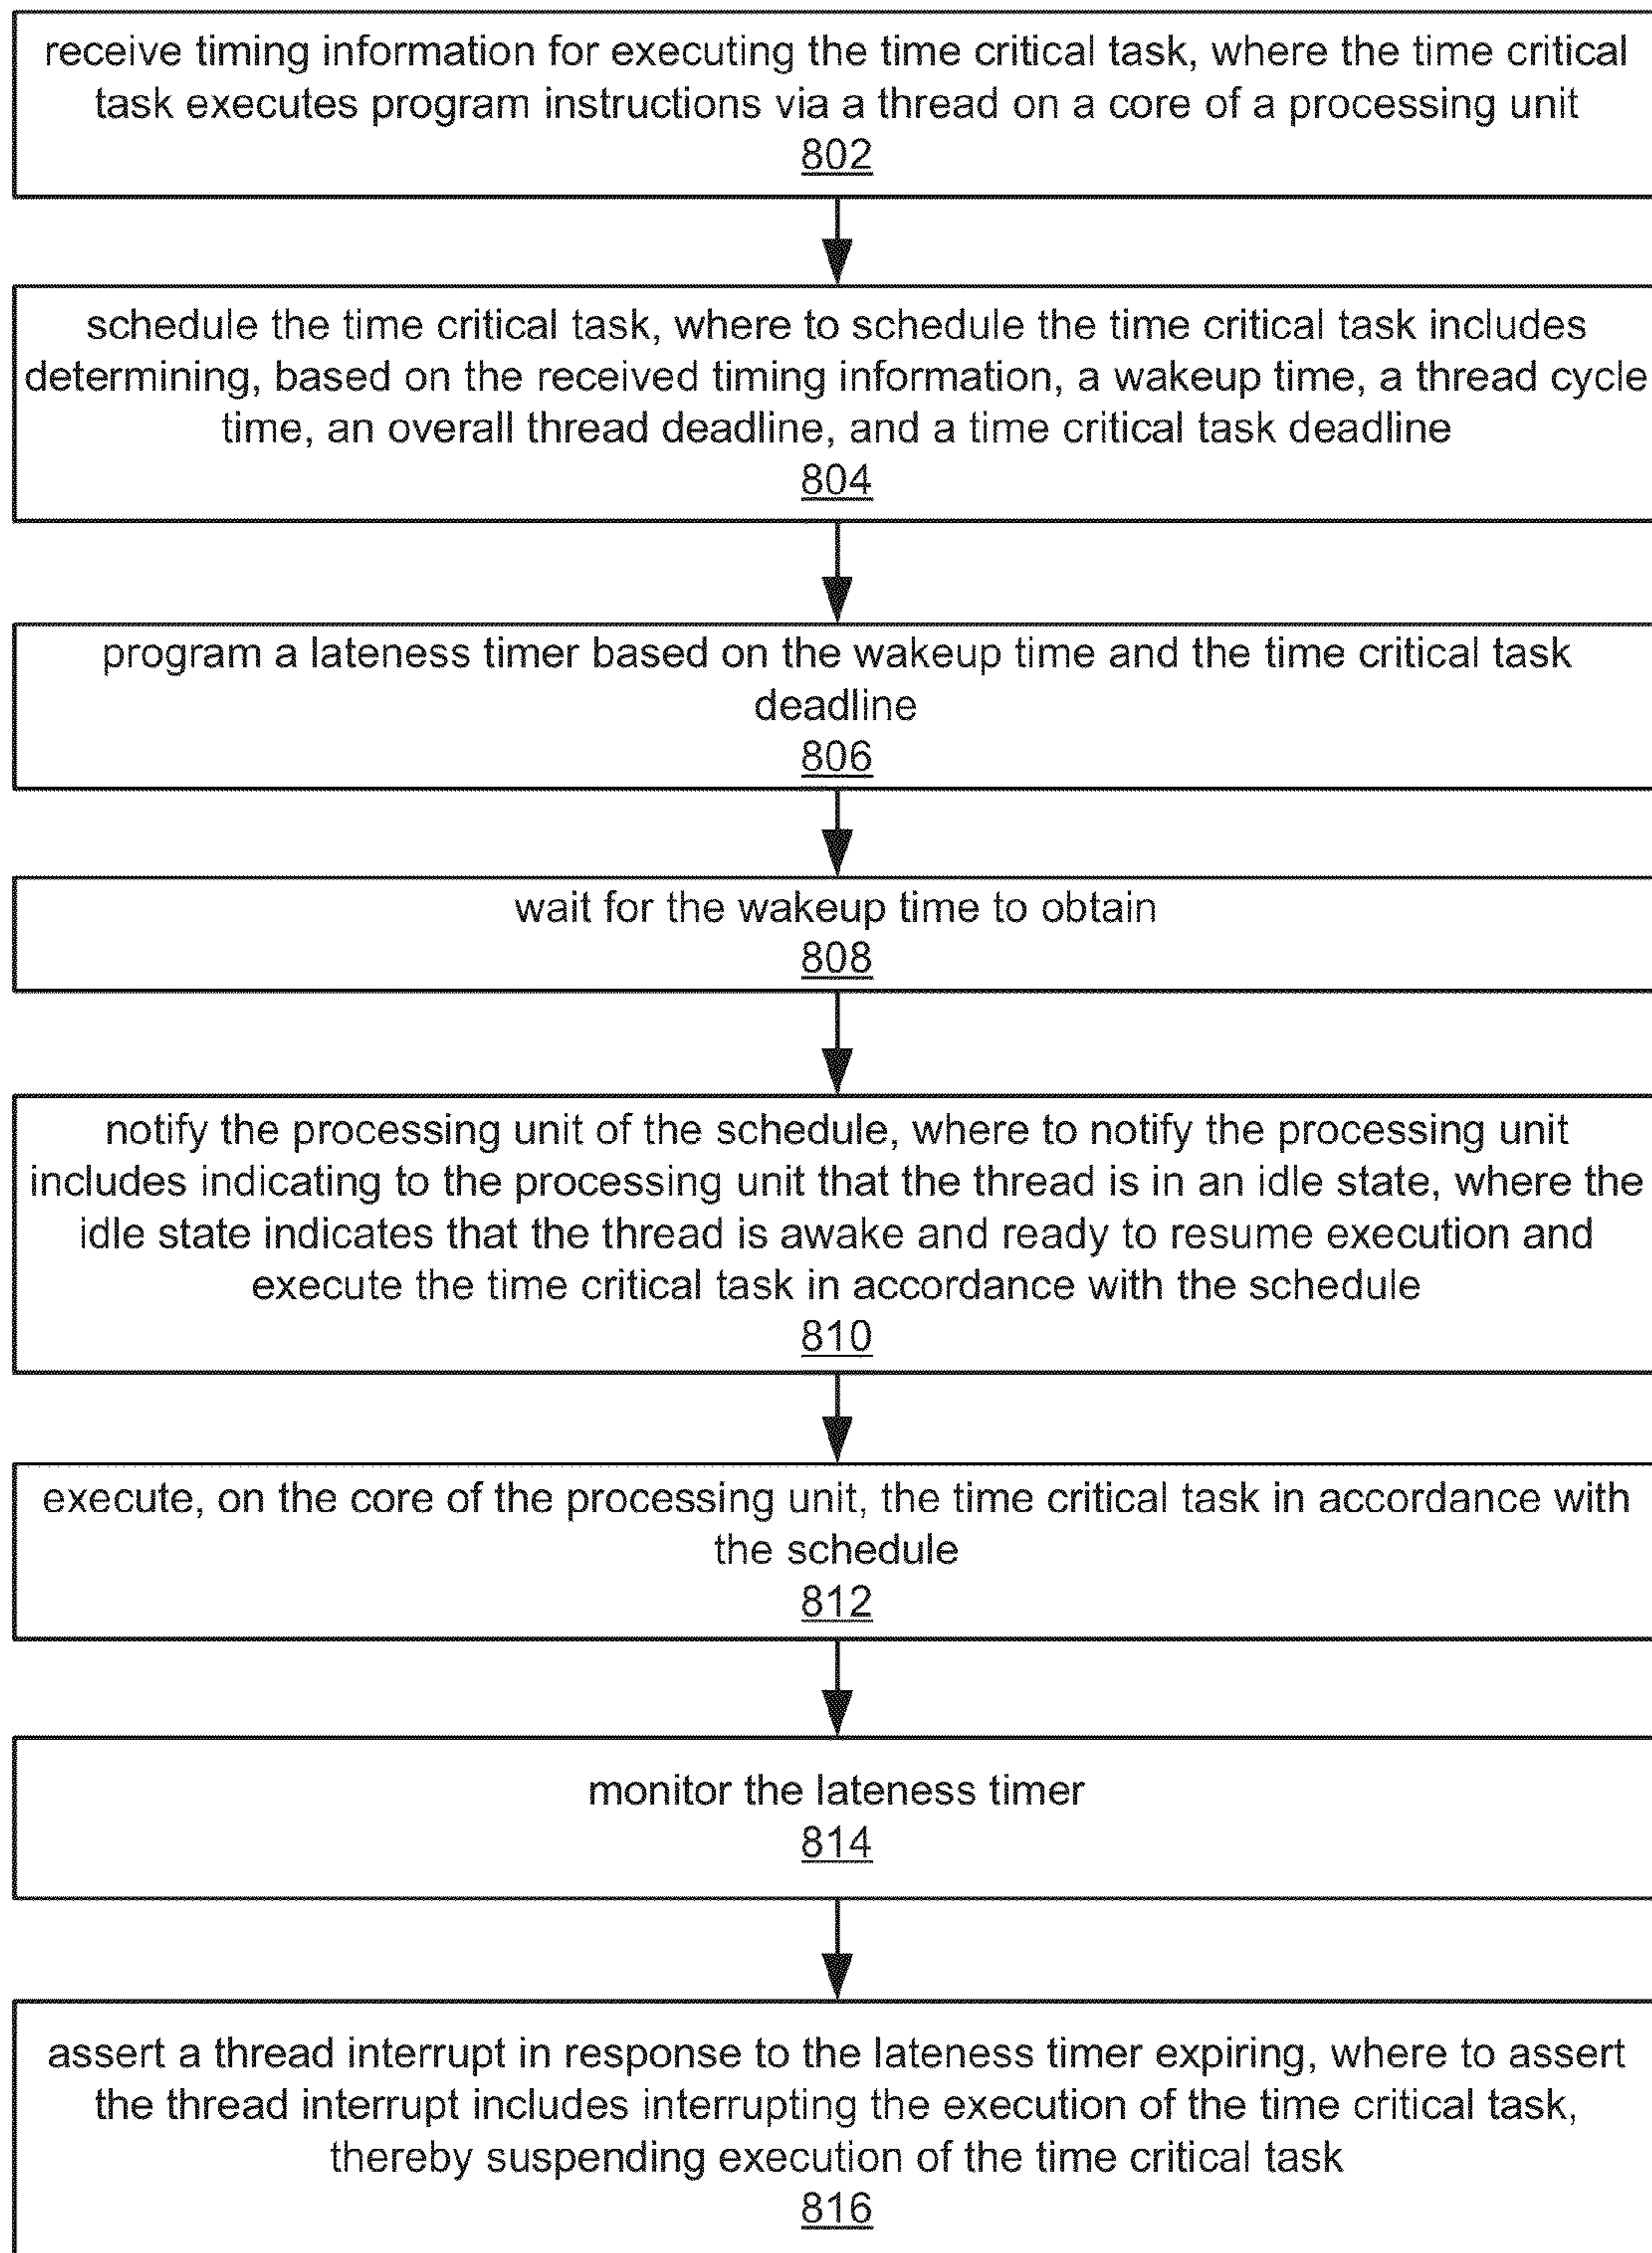 receive timing information for executing the time critical task, where the time critical
task executes program instructions via a thread on a core of a processing unit
802
schedule the time critical task, where to schedule the time critical task includes
determining, based on the received timing information, a wakeup time, a thread cycle
time, an overall thread deadline, and a time critical task deadline
804
program a lateness timer based on the wakeup time and the time critical task
deadline
806
wait for the wakeup time to obtain
808
notify the processing unit of the schedule, where to notify the processing unit
includes indicating to the processing unit that the thread is in an idle state, where the
idle state indicates that the thread is awake and ready to resume execution and
execute the time critical task in accordance with the schedule
810
execute, on the core of the processing unit, the time critical task in accordance with
the schedule
812
monitor the lateness timer
814
assert a thread interrupt in response to the lateness timer expiring, where to assert
the thread interrupt includes interrupting the execution of the time critical task,
thereby suspending execution of the time critical task
816